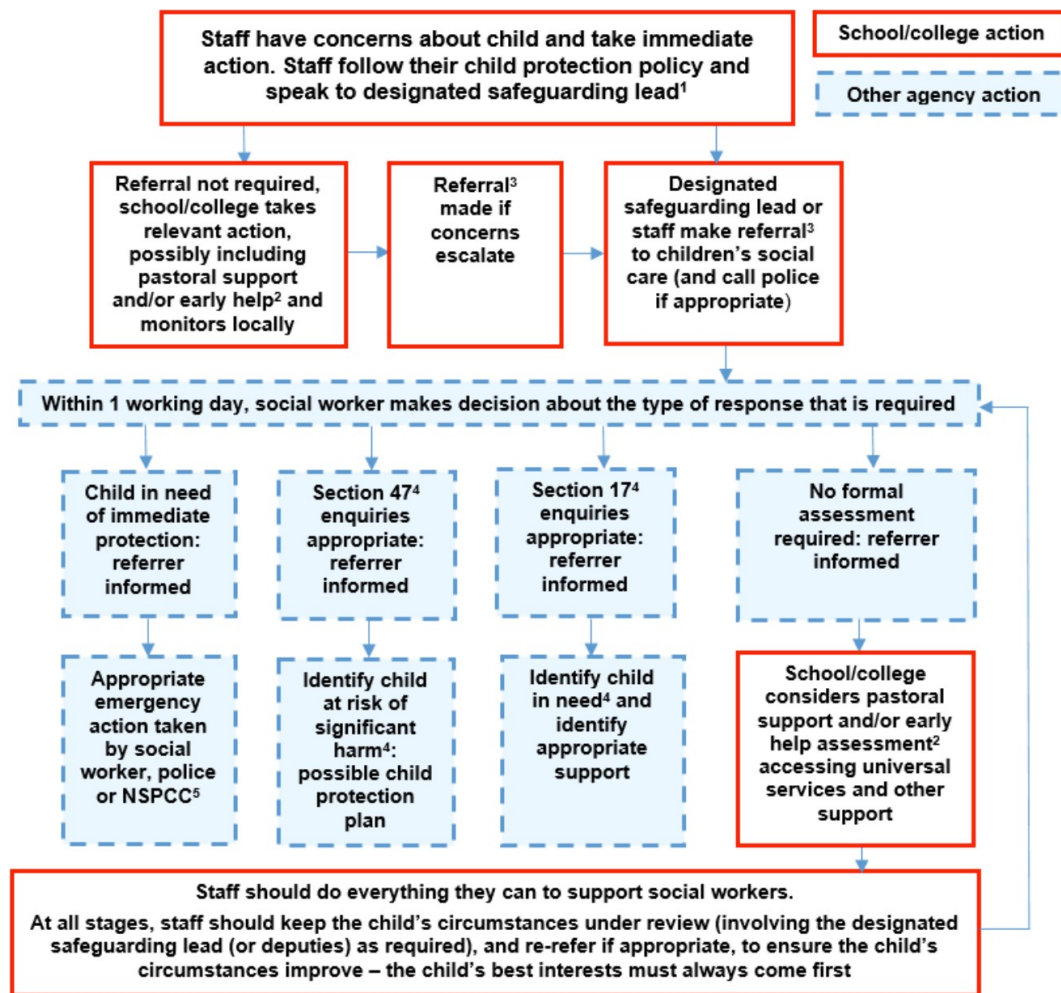 Staff have concerns about child and take immediate
action. Staff follow their child protection policy and
speak to designated safeguarding lead¹
School/college action
Other agency action
Referral not required,
school/college takes
relevant action,
possibly including
pastoral support
and/or early help² and
monitors locally
Referral³
made if
concerns
escalate
Designated
safeguarding lead or
staff make referral³
to children’s social
care (and call police
if appropriate)
Within 1 working day, social worker makes decision about the type of response that is required
Child in need
of immediate
protection:
referrer
informed
Section 47⁴
enquiries
appropriate:
referrer
informed
Section 17⁴
enquiries
appropriate:
referrer
informed
No formal
assessment
required: referrer
informed
Appropriate
emergency
action taken
by social
worker, police
or NSPCC⁵
Identify child
at risk of
significant
harm⁴:
possible child
protection
plan
Identify child
in need⁴ and
identify
appropriate
support
School/college
considers pastoral
support and/or early
help assessment²
accessing universal
services and other
support
Staff should do everything they can to support social workers.
At all stages, staff should keep the child’s circumstances under review (involving the designated
safeguarding lead (or deputies) as required), and re-refer if appropriate, to ensure the child’s
circumstances improve – the child’s best interests must always come first